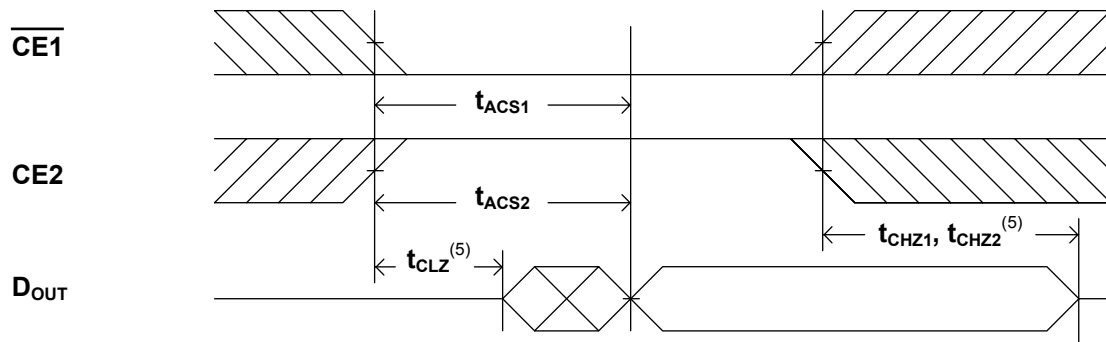 CE1
tACS1
CE2
tACS2
tCHZ1, tCHZ2(5)
tCLZ(5)
DOUT